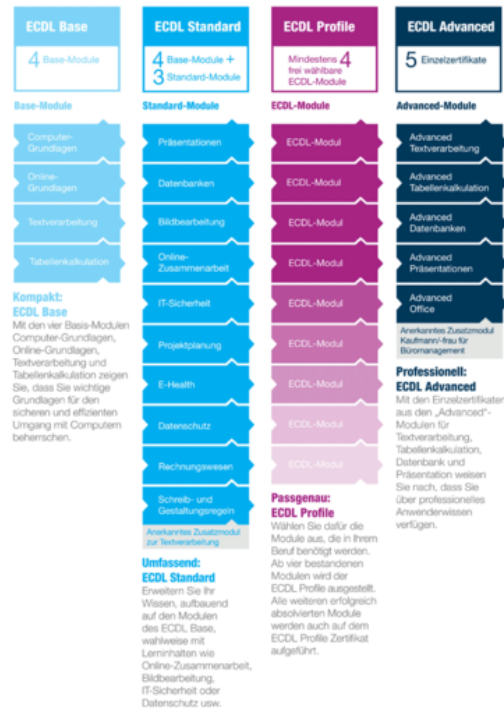 ECDL Base
4 Base-Module
Base-Module
Computer-
Grundlagen
Online-
Grundlagen
Textverarbeitung
Tabellenkalkulation
Kompakt:
ECDL Base
Mit den vier Basis-Modulen
Computer-Grundlagen,
Online-Grundlagen,
Textverarbeitung und
Tabellenkalkulation zeigen
Sie, dass Sie wichtige
Grundlagen für den
sicheren und effizienten
Umgang mit Computern
beherrschen.
ECDL Standard
4 Base-Module +
3 Standard-Module
Standard-Module
Präsentationen
Datenbanken
Bildbearbeitung
Online-
Zusammenarbeit
IT-Sicherheit
Projektplanung
E-Health
Datenschutz
Rechnungswesen
Schreib- und
Gestaltungsregeln
Anerkanntes Zusatzmodul
zur Textverarbeitung
Umfassend:
ECDL Standard
Erweitern Sie Ihr
Wissen, aufbauend
auf den Modulen
des ECDL Base,
wahlweise mit
Lerninhalten wie
Online-Zusammenarbeit,
Bildbearbeitung,
IT-Sicherheit oder
Datenschutz usw.
ECDL Profile
Mindestens 4
frei wählbare
ECDL-Module
ECDL-Module
ECDL-Modul
ECDL-Modul
ECDL-Modul
ECDL-Modul
ECDL-Modul
ECDL-Modul
ECDL-Modul
ECDL-Modul
ECDL-Modul
Passgenau:
ECDL Profile
Wählen Sie dafür die
Module aus, die in Ihrem
Beruf benötigt werden.
Ab vier bestandenen
Modulen wird der
ECDL Profile ausgestellt.
Alle weiteren erfolgreich
absolvierten Module
werden auch auf dem
ECDL Profile Zertifikat
aufgeführt.
ECDL Advanced
5 Einzelzertifikate
Advanced-Module
Advanced
Textverarbeitung
Advanced
Tabellenkalkulation
Advanced
Datenbanken
Advanced
Präsentationen
Advanced
Office
Anerkanntes Zusatzmodul
Kaufmann/-frau für
Büromanagement
Professionell:
ECDL Advanced
Mit den Einzelzertifikaten
aus den „Advanced"-
Modulen für
Textverarbeitung,
Tabellenkalkulation,
Datenbank und
Präsentation weisen
Sie nach, dass Sie
über professionelles
Anwenderwissen
verfügen.